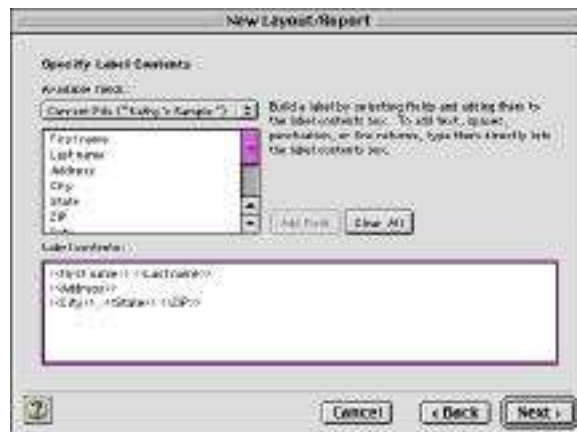 New Layout/Report
Specify Label Contents
Available fields:
Current File ("Kathy's Sample")
Build a label by selecting fields and adding them to
the label contents box. To add text, spaces,
punctuation, or line returns, type them directly into
the label contents box.
First name
Last name
Address
City
State
ZIP
Add Field
Clear All
Label contents:
<<First name>> <<Last name>>
<<Address>>
<<City>>, <<State>> <<ZIP>>
?
Cancel
< Back
Next >